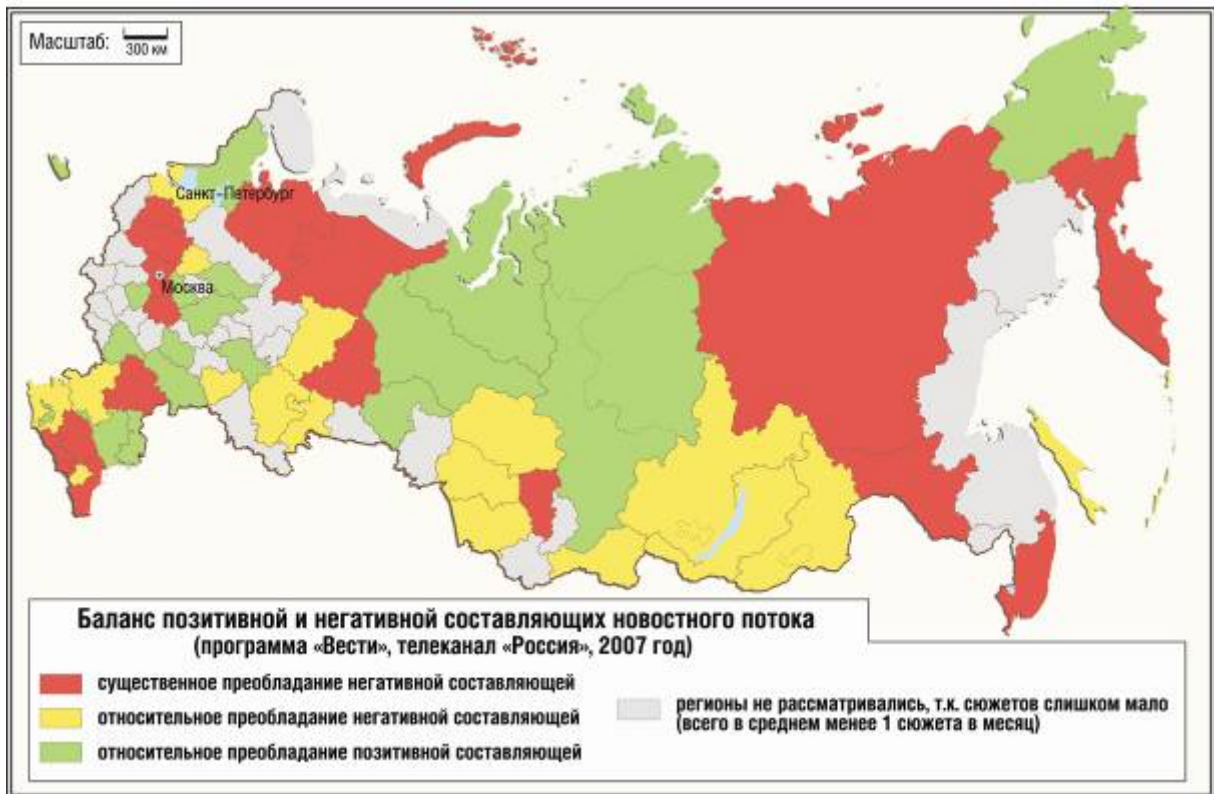 Масштаб:
300 км
Санкт-Петербург
Москва
Баланс позитивной и негативной составляющих новостного потока
(программа «Вести», телеканал «Россия», 2007 год)
существенное преобладание негативной составляющей
относительное преобладание негативной составляющей
относительное преобладание позитивной составляющей
регионы не рассматривались, т.к. сюжетов слишком мало
(всего в среднем менее 1 сюжета в месяц)